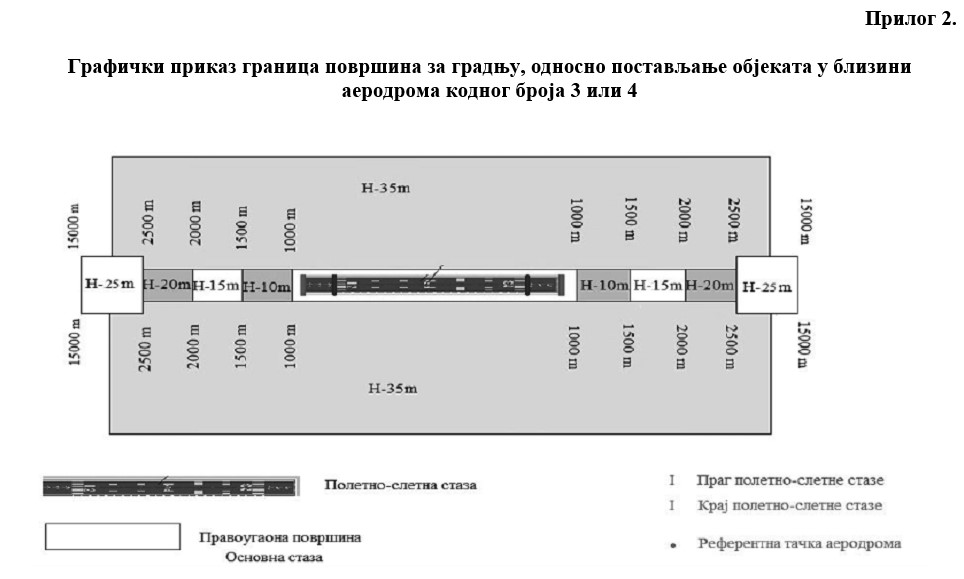 Прилог 2.
Графички приказ граница површина за градњу, односно постављање објеката у близини
аеродрома кодног броја 3 или 4
H-35m
15000 m
2500 m
2000 m
1500 m
1000 m
1000 m
1500 m
2000 m
2500 m
15000 m
H-25m
H-20m
H-15m
H-10m
H-10m
H-15m
H-20m
H-25m
15000 m
2500 m
2000 m
1500 m
1000 m
1000 m
1500 m
2000 m
2500 m
15000 m
H-35m
Полетно-слетна стаза
Правоугаона површина
Основна стаза
I Праг полетно-слетне стазе
I Крај полетно-слетне стазе
• Референтна тачка аеродрома